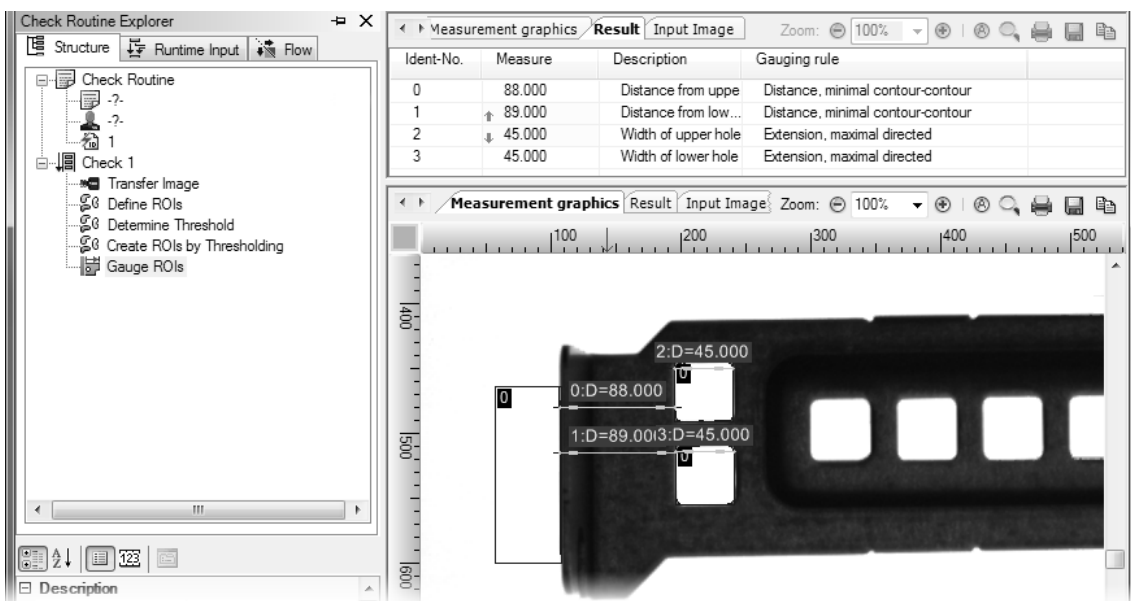 Check Routine Explorer
Structure Runtime Input Flow
Check Routine
-?-
-?-
1
Check 1
Transfer Image
Define ROIs
Determine Threshold
Create ROIs by Thresholding
Gauge ROIs
Description
Measurement graphics Result Input Image Zoom: 100%
Ident-No. Measure Description Gauging rule
0 88.000 Distance from uppe Distance, minimal contour-contour
1 89.000 Distance from low... Distance, minimal contour-contour
2 45.000 Width of upper hole Extension, maximal directed
3 45.000 Width of lower hole Extension, maximal directed
Measurement graphics Result Input Image Zoom: 100%
100 200 300 400 500
400
500
600
2:D=45.000
0
0:D=88.000
0
1:D=89.00 3:D=45.000
0